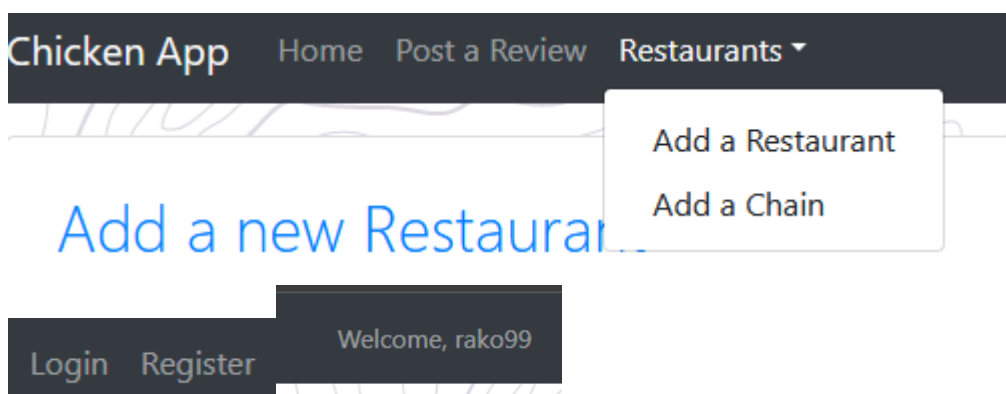 Chicken App Home Post a Review Restaurants
Add a Restaurant
Add a Chain
Add a new Restaurant
Welcome, rako99
Login Register